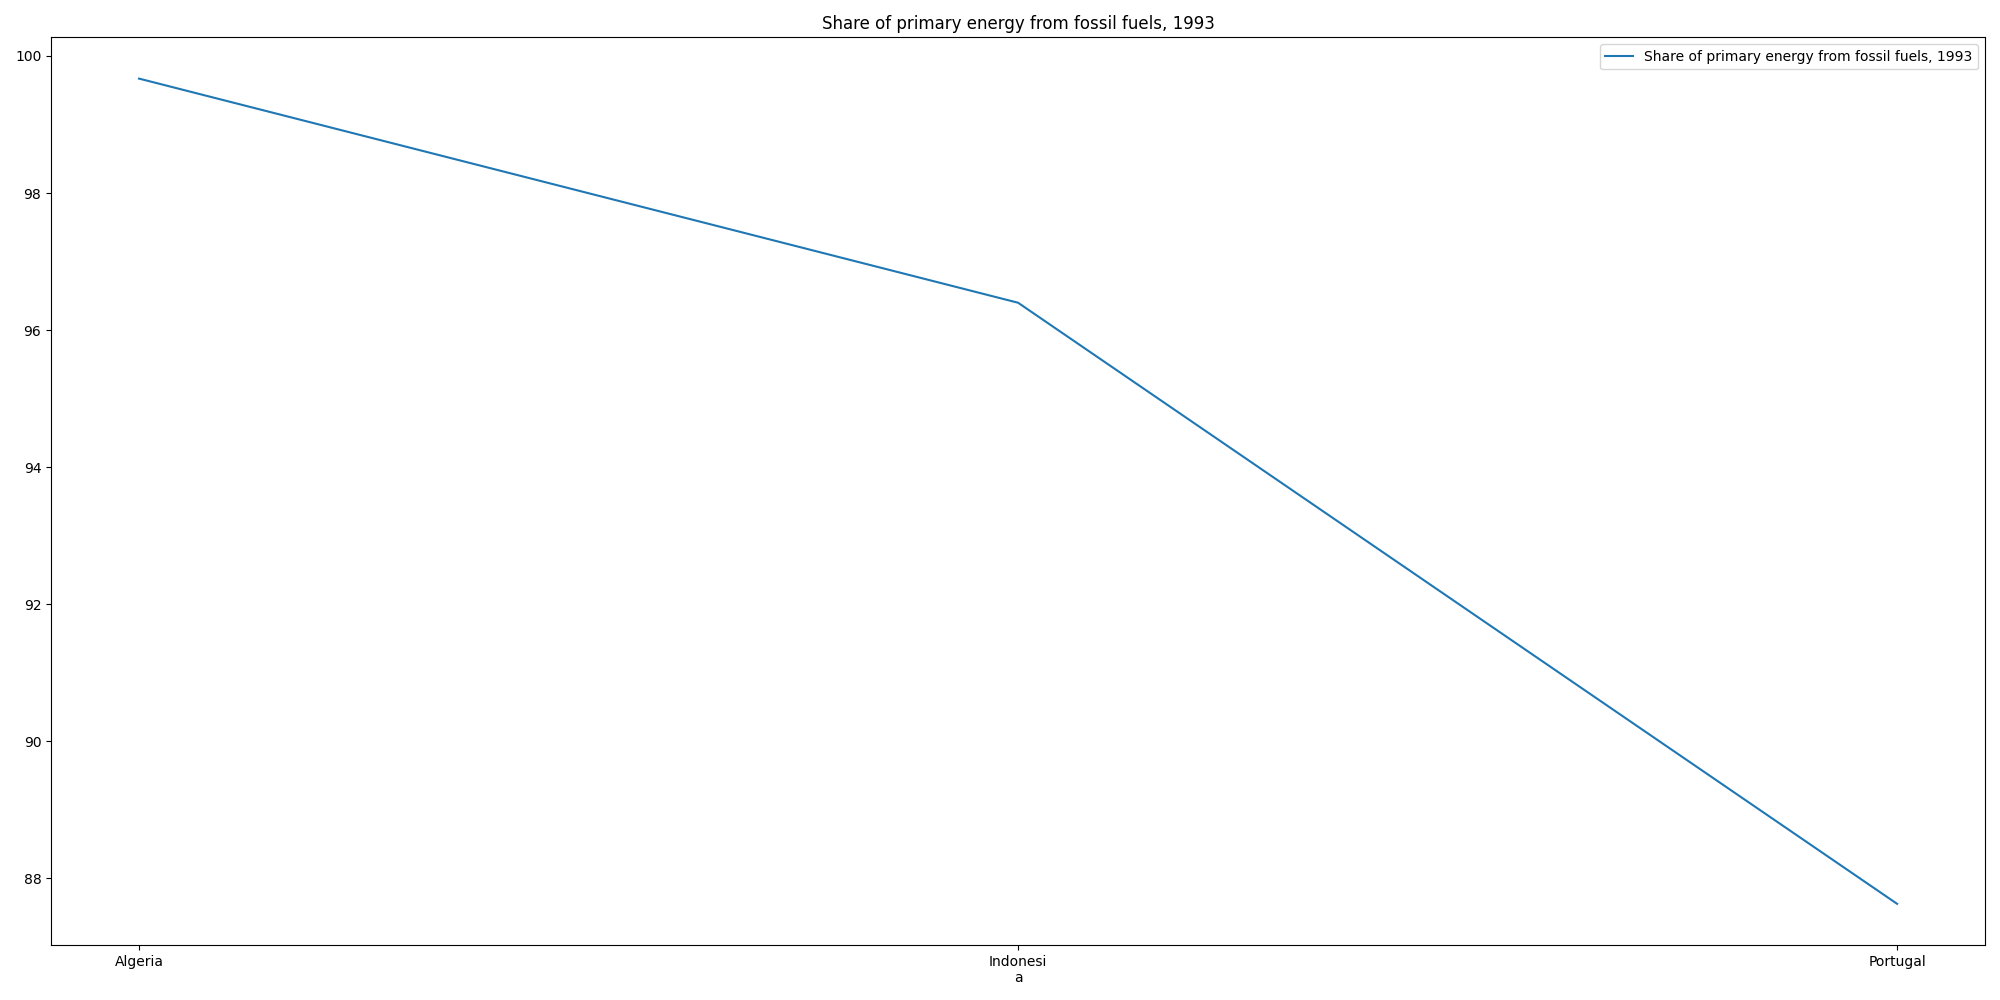 Share of primary energy from fossil fuels, 1993
Share of primary energy from fossil fuels, 1993
100
98
96
94
92
90
88
Algeria
Indonesi
a
Portugal